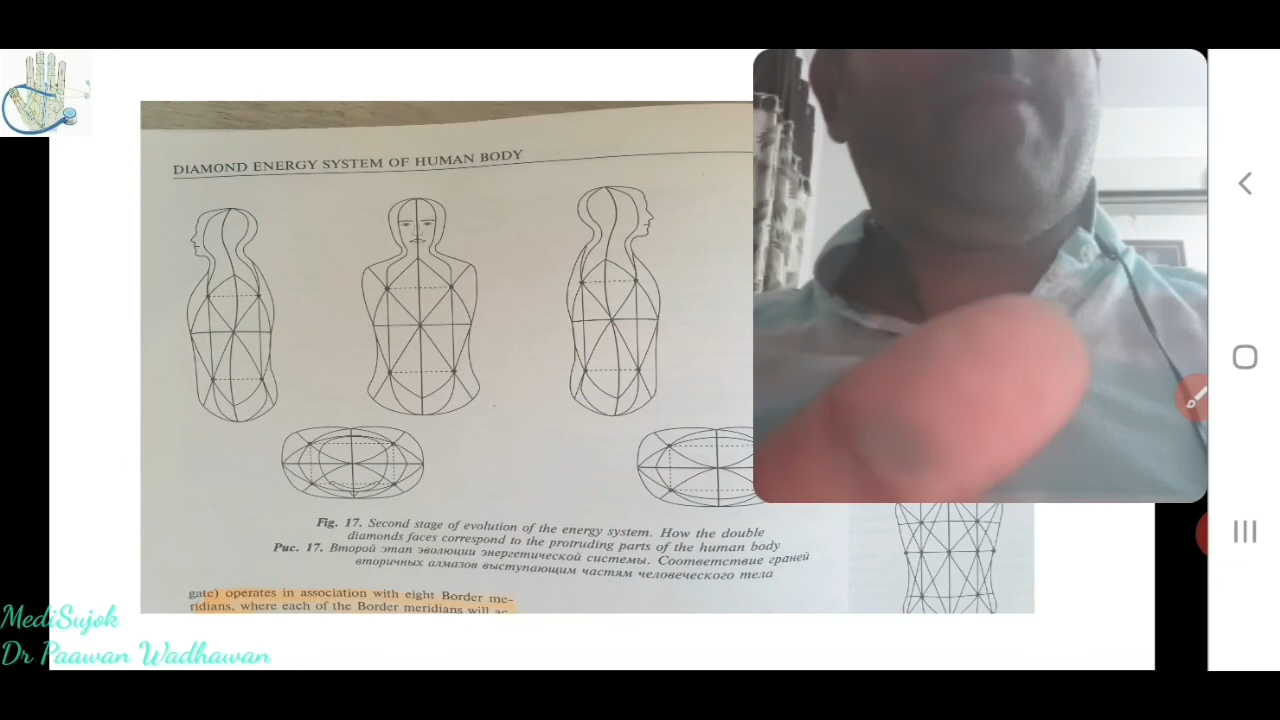 DIAMOND ENERGY SYSTEM OF HUMAN BODY
Fig. 17. Second stage of evolution of the energy system. How the double
diamonds faces correspond to the protruding parts of the human body
Рис. 17. Второй этап эволюции энергетической системы. Соответствие граней
вторичных алмазов выступающим частям человеческого тела
gate) operates in association with eight Border me-
ridians, where each of the Border meridians will ac
MediSujok
Dr Paawan Wadhawan